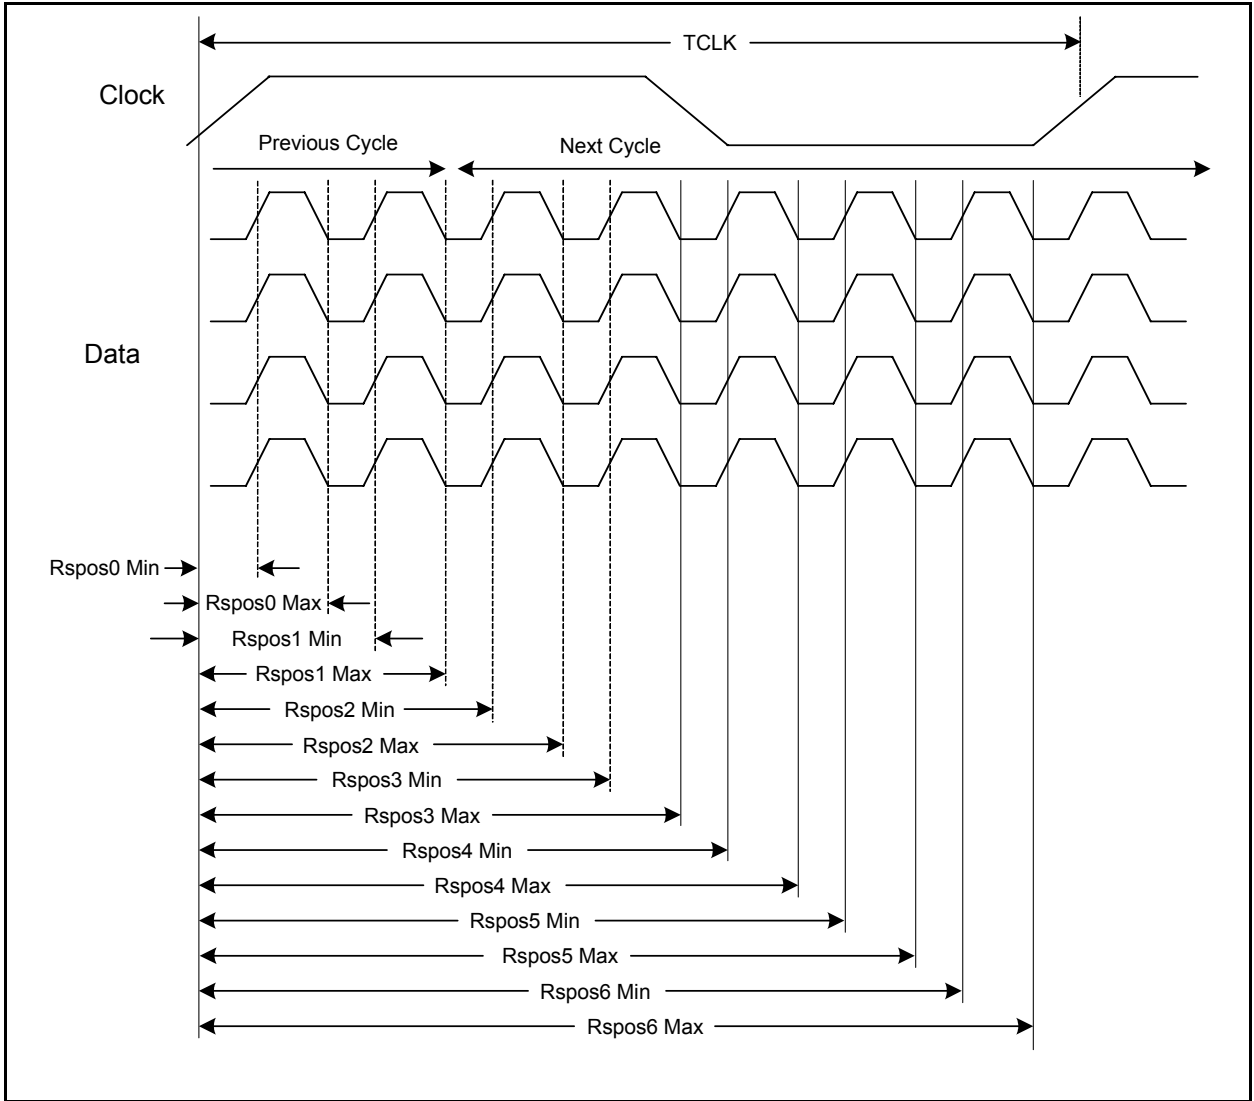 TCLK
Clock
Previous Cycle
Next Cycle
Data
Rspos0 Min
Rspos0 Max
Rspos1 Min
Rspos1 Max
Rspos2 Min
Rspos2 Max
Rspos3 Min
Rspos3 Max
Rspos4 Min
Rspos4 Max
Rspos5 Min
Rspos5 Max
Rspos6 Min
Rspos6 Max